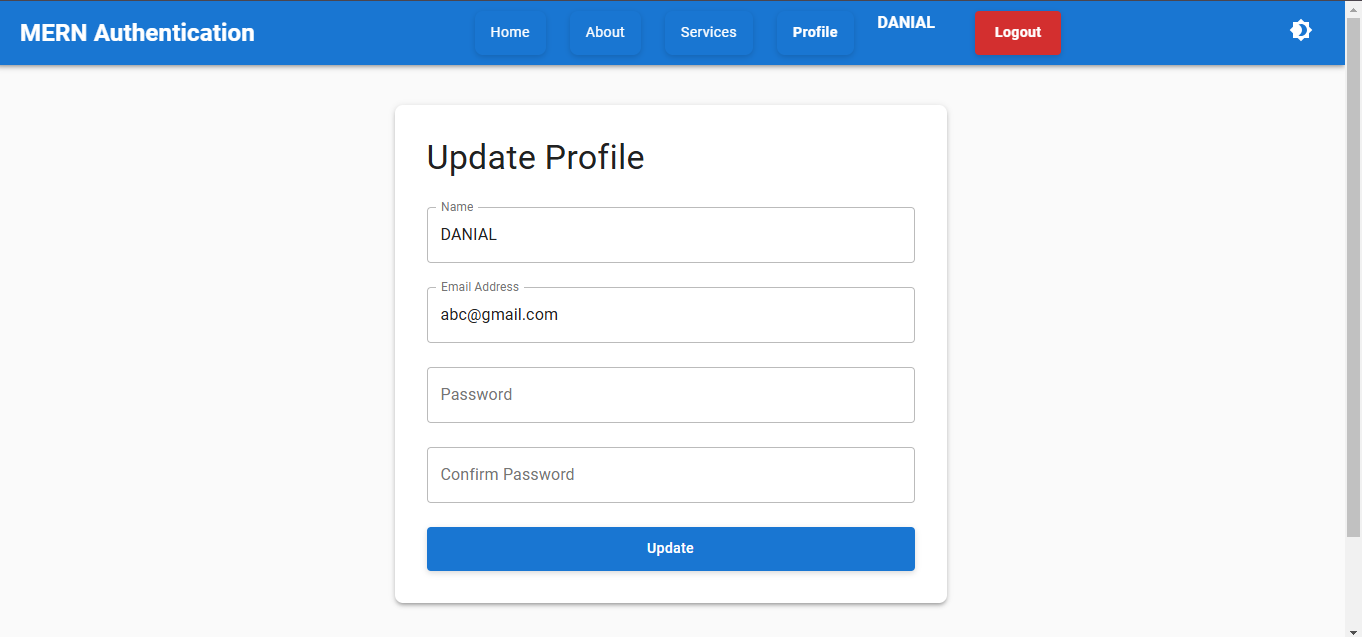 MERN Authentication
Home
About
Services
Profile
DANIAL
Logout
Update Profile
Name
DANIAL
Email Address
abc@gmail.com
Password
Confirm Password
Update